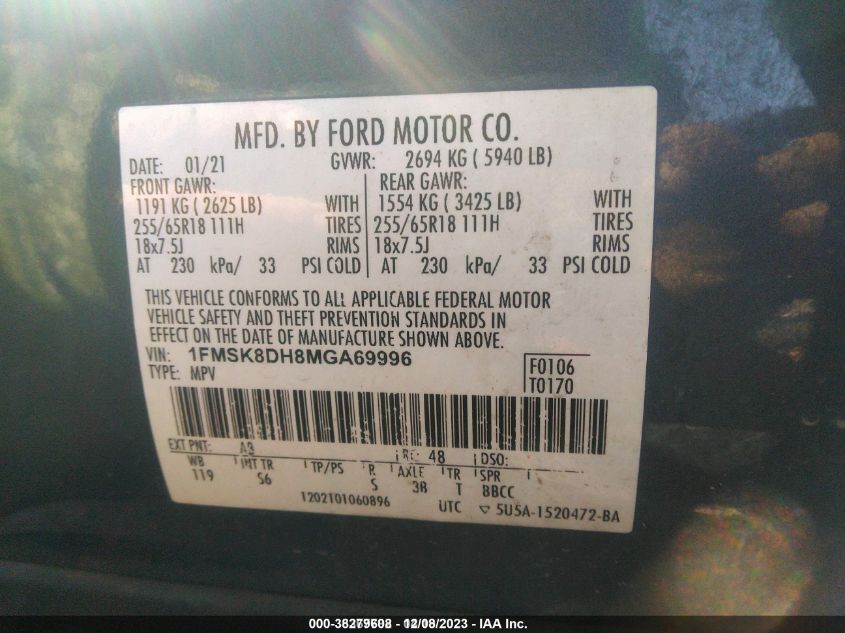 MFD. BY FORD MOTOR CO.
DATE: 01/21 GVWR: 2694 KG ( 5940 LB)
FRONT GAWR: REAR GAWR:
1191 KG ( 2625 LB) WITH 1554 KG ( 3425 LB) WITH
255/65R18 111H TIRES 255/65R18 111H TIRES
18x7.5J RIMS 18x7.5J RIMS
AT 230 kPa/ 33 PSI COLD AT 230 kPa/ 33 PSI COLD
THIS VEHICLE CONFORMS TO ALL APPLICABLE FEDERAL MOTOR
VEHICLE SAFETY AND THEFT PREVENTION STANDARDS IN
EFFECT ON THE DATE OF MANUFACTURE SHOWN ABOVE.
VIN: 1FMSK8DH8MGA69996
TYPE: MPV
F0106
T0170
EXT PNT: A3 RC: 48 DSO:
WB INT TR TP/PS R AXLE TR SPR
119 S6 S 3B T BBCC
1202101060896 UTC ▽ 5U5A-1520472-BA
000-38279608 - 12/08/2023 - IAA Inc.